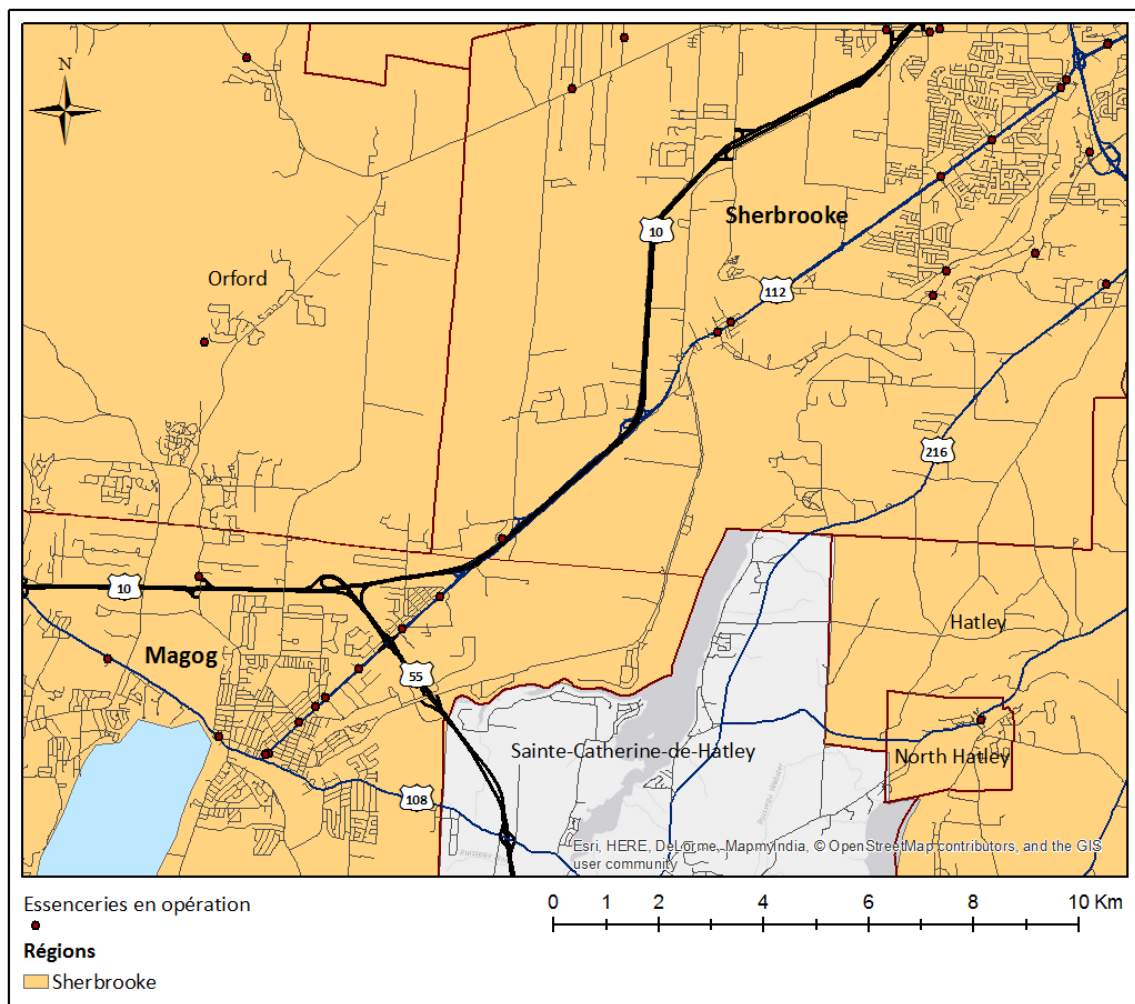 N
Sherbrooke
10
Orford
112
216
10
Hatley
Magog
55
Sainte-Catherine-de-Hatley
North Hatley
108
Esri, HERE, DeLorme, MapmyIndia, © OpenStreetMap contributors, and the GIS
user community
Essenceries en opération
0 1 2 4 6 8 10 Km
Régions
Sherbrooke